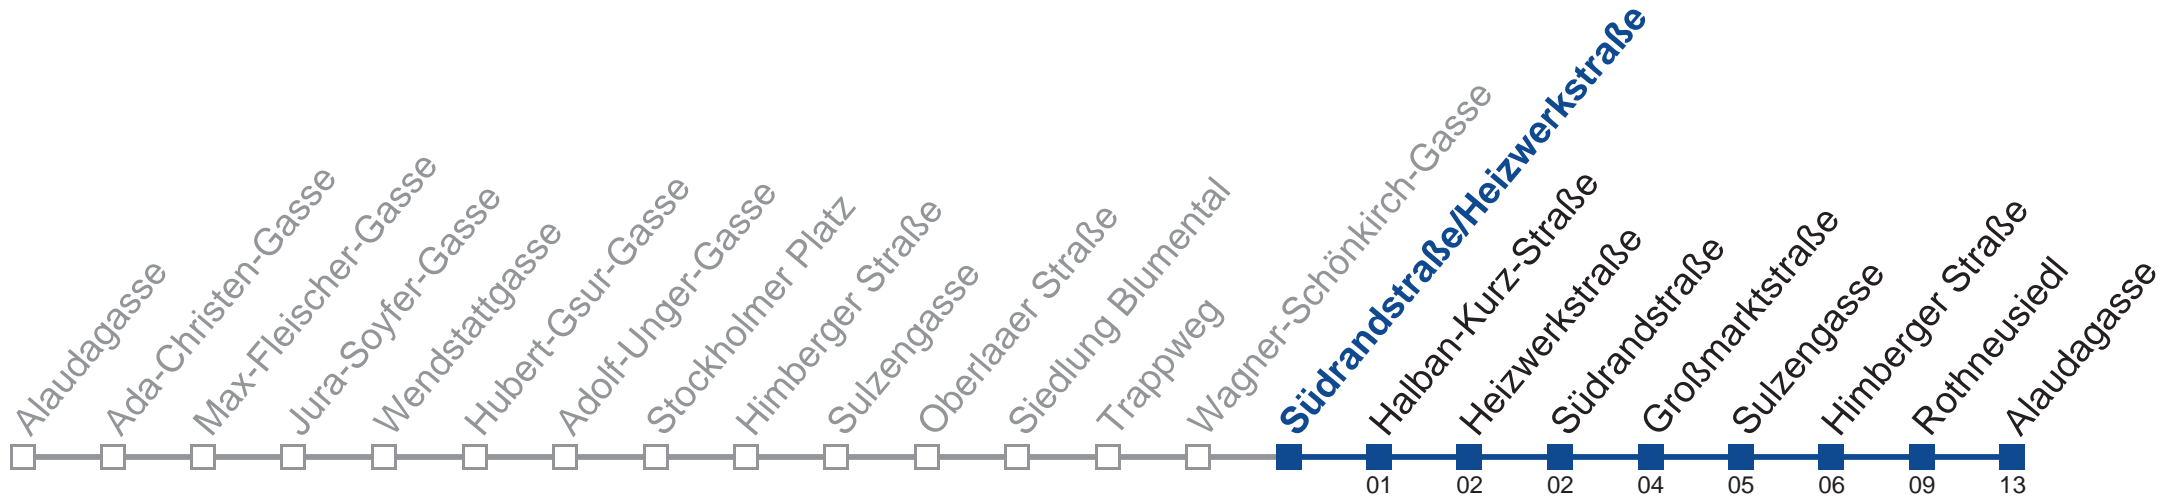 Alaudagasse
Ada-Christen-Gasse
Max-Fleischer-Gasse
Jura-Soyfer-Gasse
Wendstattgasse
Hubert-Gsur-Gasse
Adolf-Unger-Gasse
Stockholmer Platz
Himberger Straße
Sulzengasse
Oberlaaer Straße
Siedlung Blumental
Trappweg
Wagner-Schönkirch-Gasse
Südrandstraße/Heizwerkstraße
Halban-Kurz-Straße
Heizwerkstraße
Südrandstraße
Großmarktstraße
Sulzengasse
Himberger Straße
Rothneusiedl
Alaudagasse
01 02 02 04 05 06 09 13